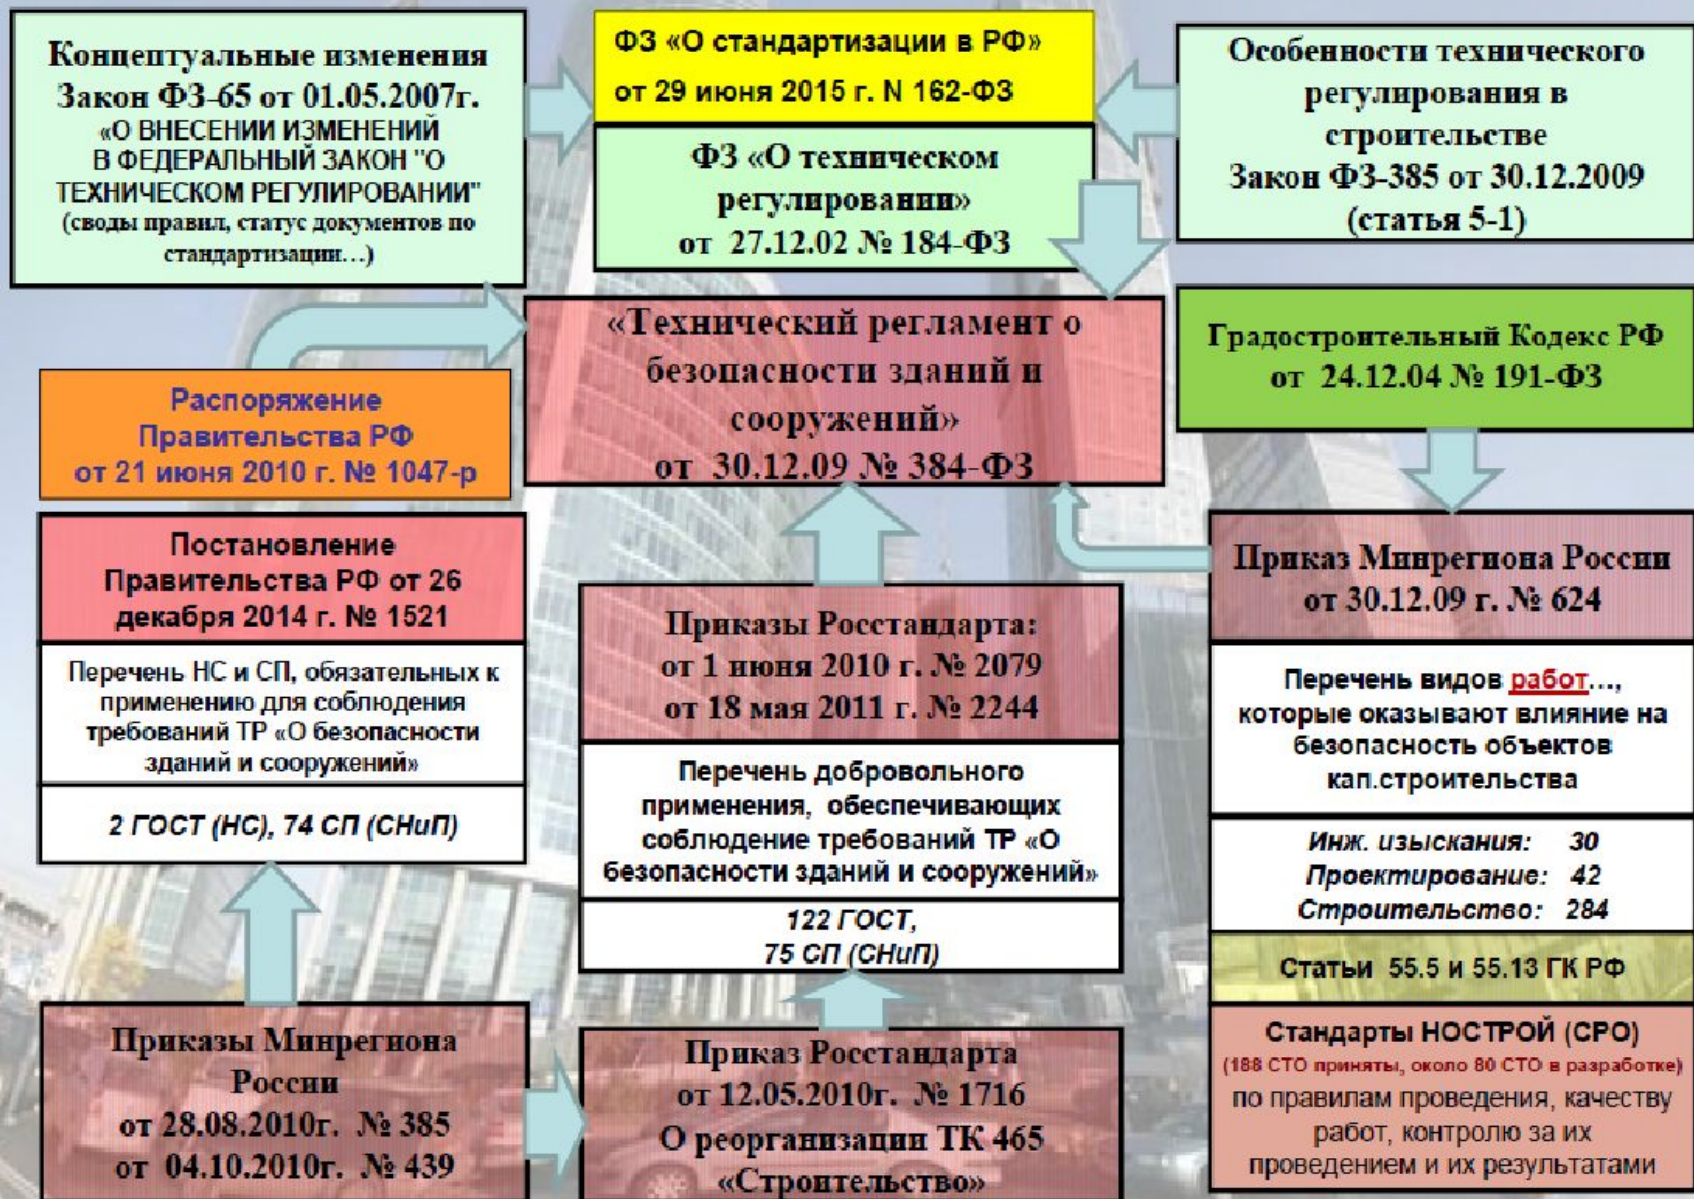 Концептуальные изменения
Закон ФЗ-65 от 01.05.2007г.
«О ВНЕСЕНИИ ИЗМЕНЕНИЙ
В ФЕДЕРАЛЬНЫЙ ЗАКОН "О
ТЕХНИЧЕСКОМ РЕГУЛИРОВАНИИ"
(своды правил, статус документов по
стандартизации…)
ФЗ «О стандартизации в РФ»
от 29 июня 2015 г. N 162-ФЗ
ФЗ «О техническом
регулировании»
от 27.12.02 № 184-ФЗ
Особенности технического
регулирования в
строительстве
Закон ФЗ-385 от 30.12.2009
(статья 5-1)
«Технический регламент о
безопасности зданий и
сооружений»
от 30.12.09 № 384-ФЗ
Градостроительный Кодекс РФ
от 24.12.04 № 191-ФЗ
Распоряжение
Правительства РФ
от 21 июня 2010 г. № 1047-р
Постановление
Правительства РФ от 26
декабря 2014 г. № 1521
Перечень НС и СП, обязательных к
применению для соблюдения
требований ТР «О безопасности
зданий и сооружений»
2 ГОСТ (НС), 74 СП (СНиП)
Приказы Росстандарта:
от 1 июня 2010 г. № 2079
от 18 мая 2011 г. № 2244
Перечень добровольного
применения, обеспечивающих
соблюдение требований ТР «О
безопасности зданий и сооружений»
122 ГОСТ,
75 СП (СНиП)
Приказ Минрегиона России
от 30.12.09 г. № 624
Перечень видов работ…,
которые оказывают влияние на
безопасность объектов
кап.строительства
Инж. изыскания: 30
Проектирование: 42
Строительство: 284
Статьи 55.5 и 55.13 ГК РФ
Стандарты НОСТРОЙ (СРО)
(188 СТО приняты, около 80 СТО в разработке)
по правилам проведения, качеству
работ, контролю за их
проведением и их результатами
Приказы Минрегиона
России
от 28.08.2010г. № 385
от 04.10.2010г. № 439
Приказ Росстандарта
от 12.05.2010г. № 1716
О реорганизации ТК 465
«Строительство»